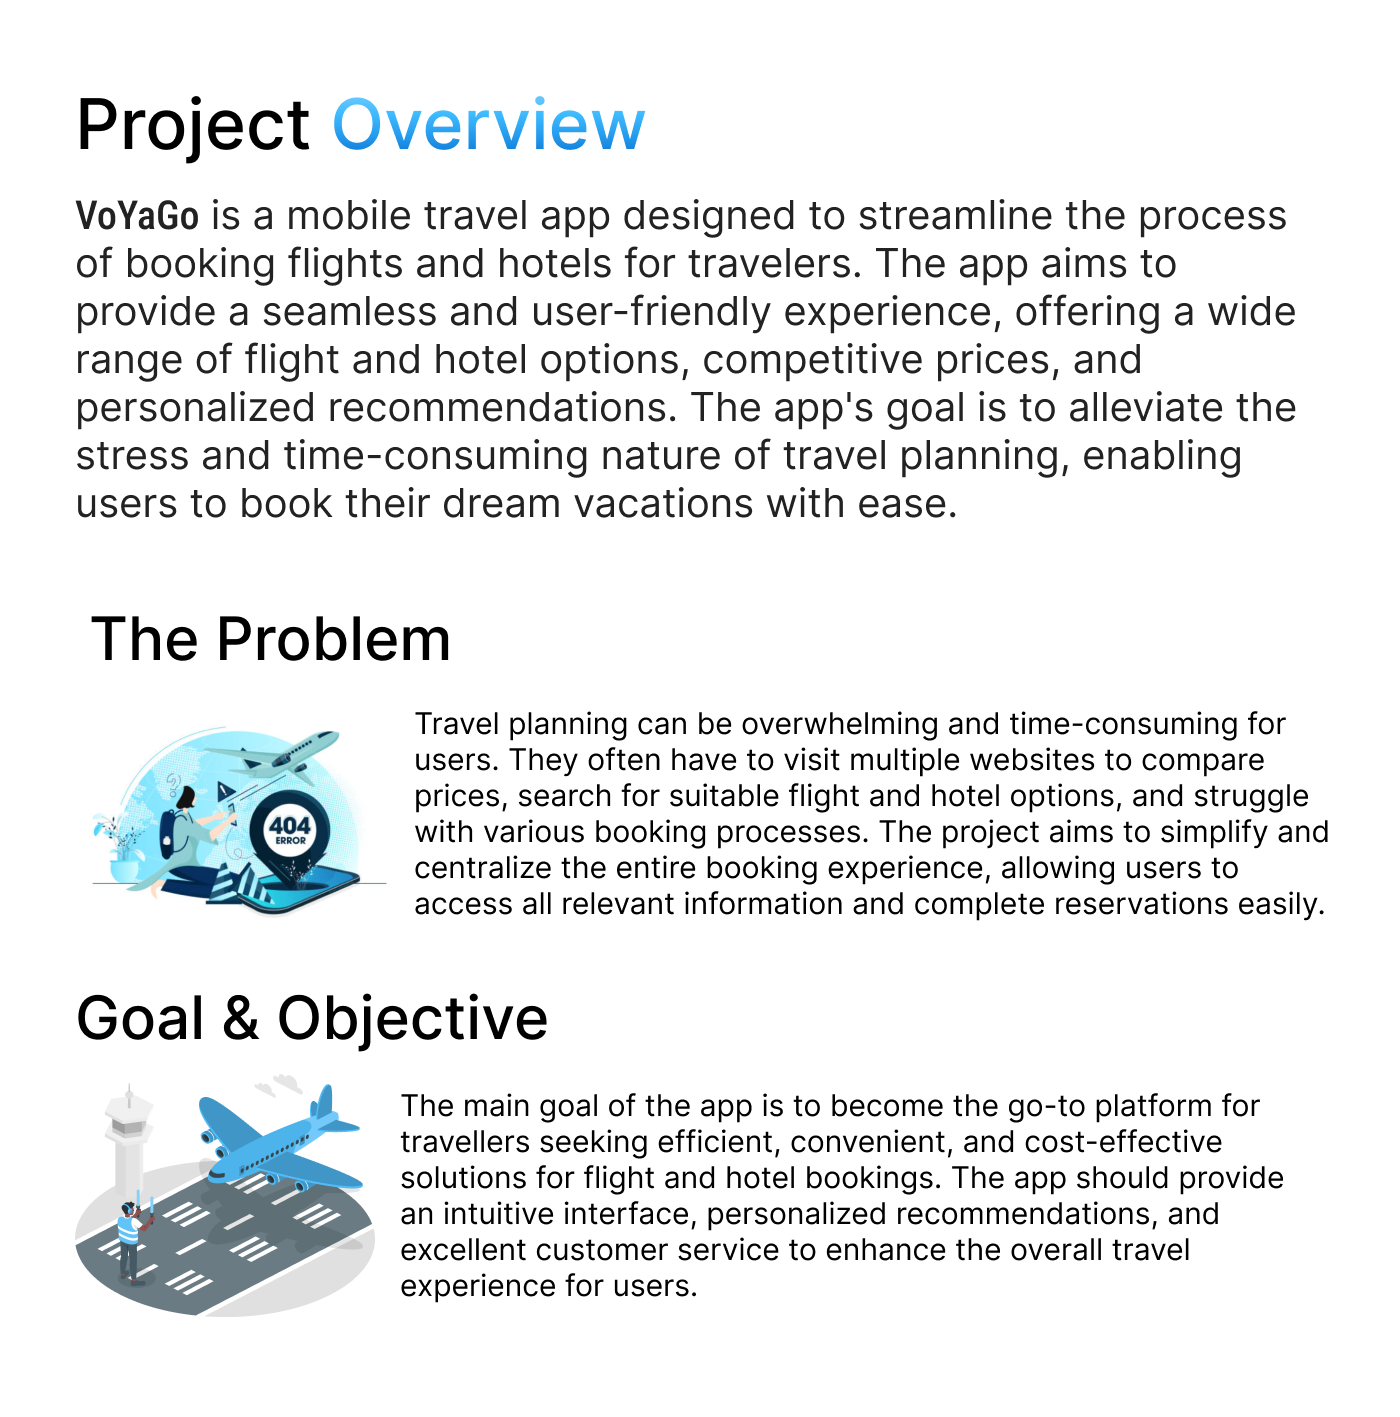 Project Overview
VoYaGo is a mobile travel app designed to streamline the process
of booking flights and hotels for travelers. The app aims to
provide a seamless and user-friendly experience, offering a wide
range of flight and hotel options, competitive prices, and
personalized recommendations. The app's goal is to alleviate the
stress and time-consuming nature of travel planning, enabling
users to book their dream vacations with ease.
The Problem
Travel planning can be overwhelming and time-consuming for
users. They often have to visit multiple websites to compare
prices, search for suitable flight and hotel options, and struggle
with various booking processes. The project aims to simplify and
centralize the entire booking experience, allowing users to
access all relevant information and complete reservations easily.
404
ERROR
Goal & Objective
The main goal of the app is to become the go-to platform for
travellers seeking efficient, convenient, and cost-effective
solutions for flight and hotel bookings. The app should provide
an intuitive interface, personalized recommendations, and
excellent customer service to enhance the overall travel
experience for users.